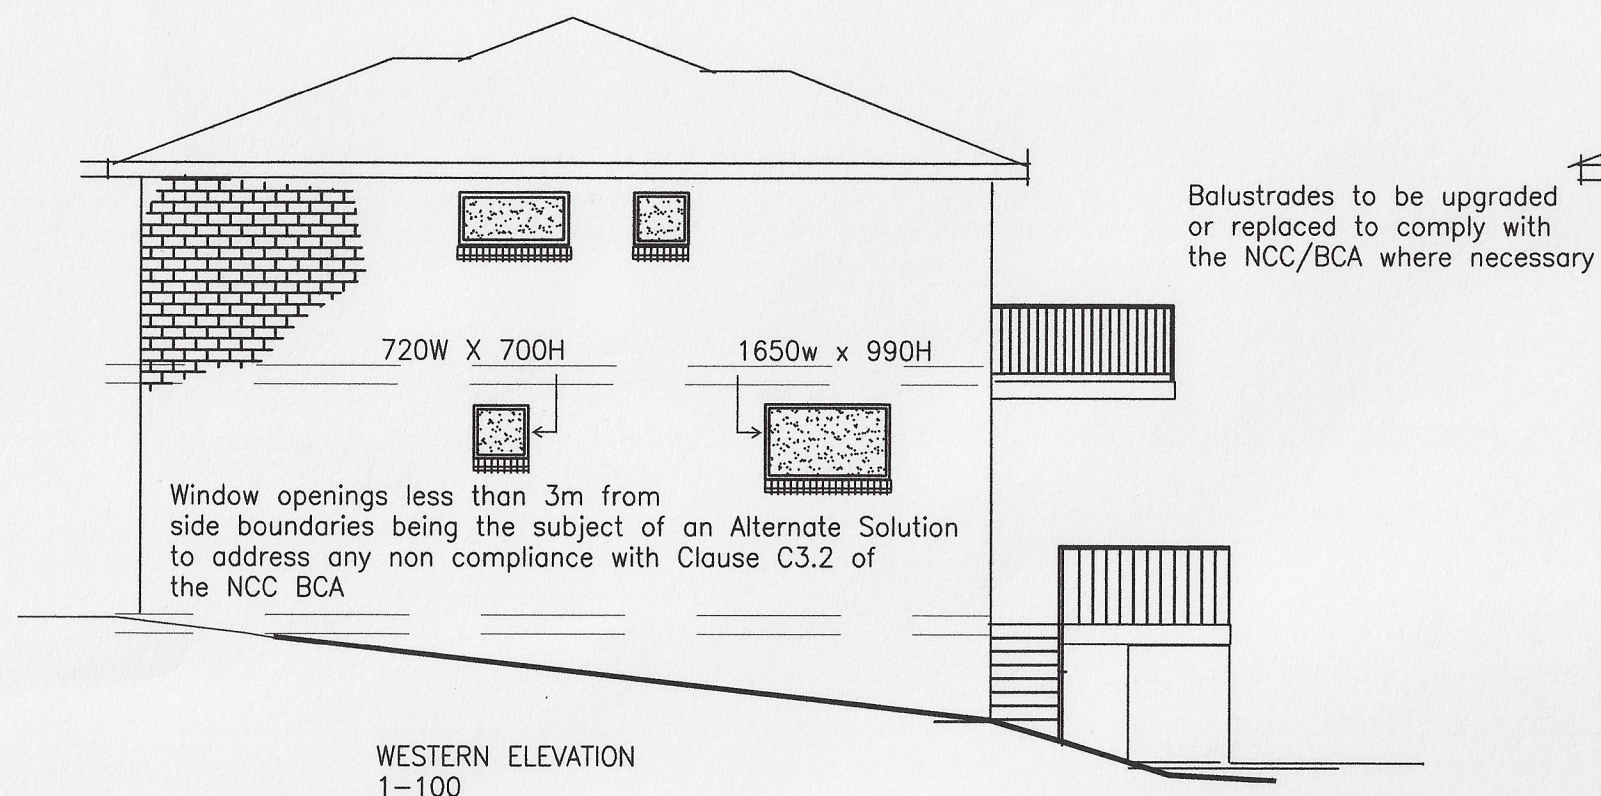 Balustrades to be upgraded
or replaced to comply with
the NCC/BCA where necessary
720W X 700H
1650w x 990H
Window openings less than 3m from
side boundaries being the subject of an Alternate Solution
to address any non compliance with Clause C3.2 of
the NCC BCA
WESTERN ELEVATION
1-100